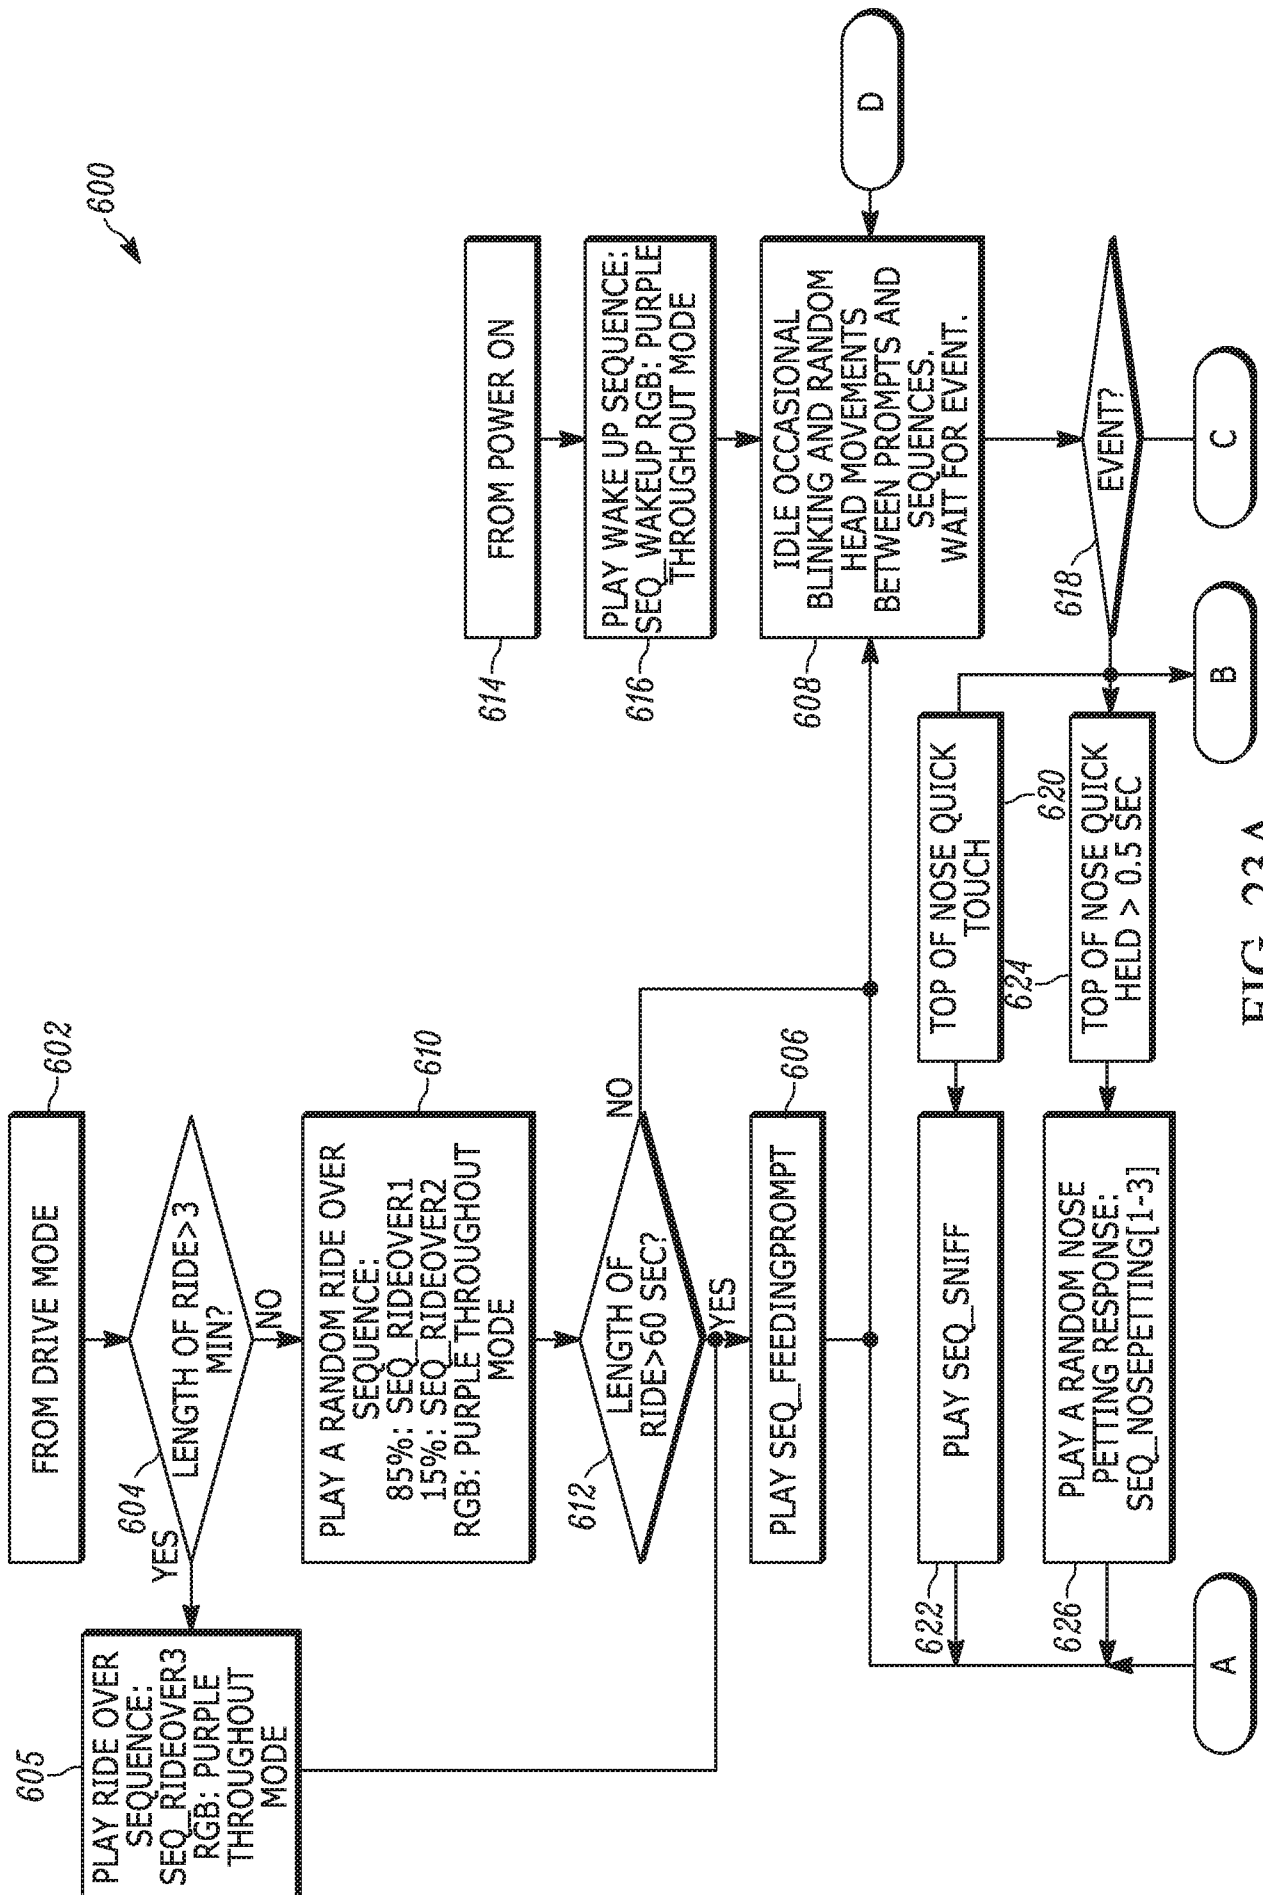 600
602
FROM DRIVE MODE
604
LENGTH OF RIDE>3
MIN?
YES
NO
605
PLAY RIDE OVER
SEQUENCE:
SEQ_RIDEOVER3
RGB: PURPLE
THROUGHOUT
MODE
610
PLAY A RANDOM RIDE OVER
SEQUENCE:
85%: SEQ_RIDEOVER1
15%: SEQ_RIDEOVER2
RGB: PURPLE THROUGHOUT
MODE
612
LENGTH OF
RIDE>60 SEC?
NO
YES
606
PLAY SEQ_FEEDINGPROMPT
614
FROM POWER ON
616
PLAY WAKE UP SEQUENCE:
SEQ_WAKEUP RGB: PURPLE
THROUGHOUT MODE
608
IDLE OCCASIONAL
BLINKING AND RANDOM
HEAD MOVEMENTS
BETWEEN PROMPTS AND
SEQUENCES.
WAIT FOR EVENT.
D
618
EVENT?
620
TOP OF NOSE QUICK
TOUCH
622
PLAY SEQ_SNIFF
624
TOP OF NOSE QUICK
HELD > 0.5 SEC
626
PLAY A RANDOM NOSE
PETTING RESPONSE:
SEQ_NOSEPETTING[1-3]
A
B
C
FIG. 23A